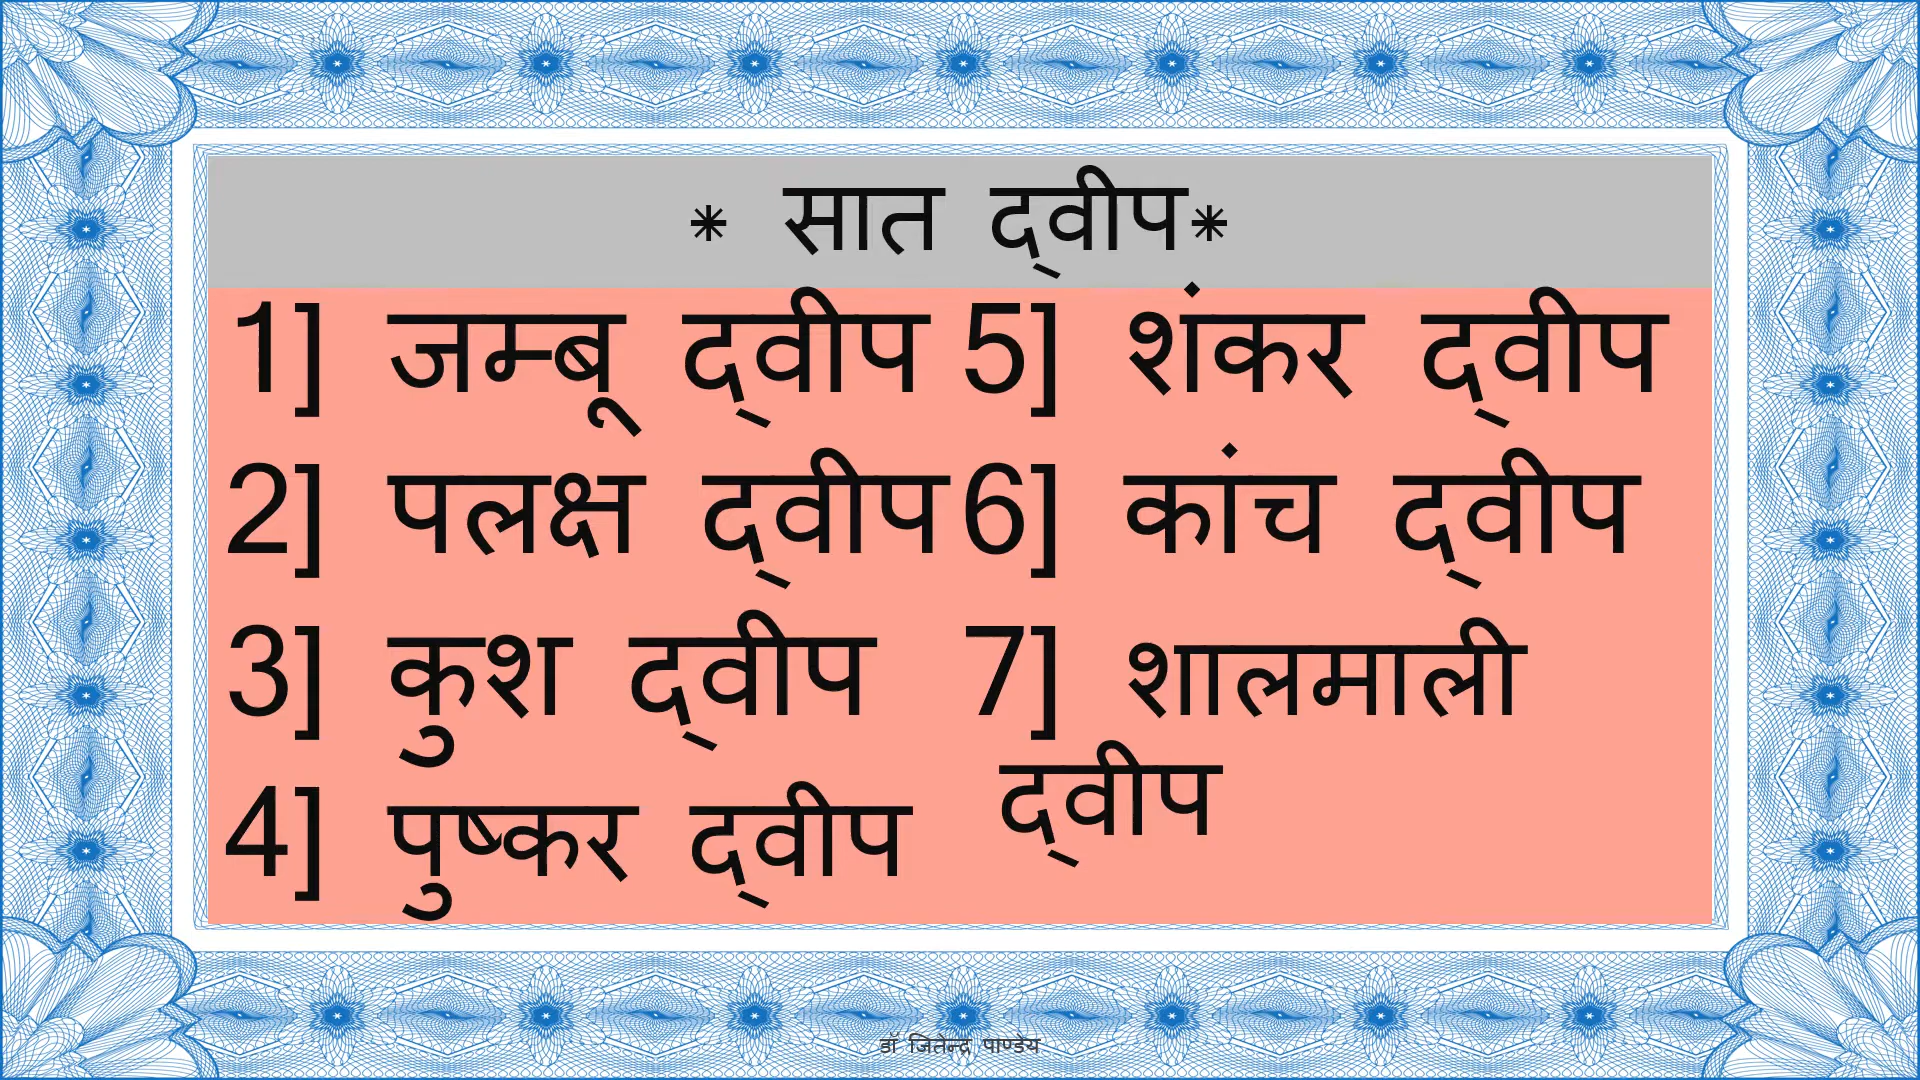 * सात द्वीप*
1] जम्बू द्वीप
2] पलक्ष द्वीप
3] कुश द्वीप
4] पुष्कर द्वीप
5] शंकर द्वीप
6] कांच द्वीप
7] शालमाली
द्वीप
डॉ जितेन्द्र पाण्डेय